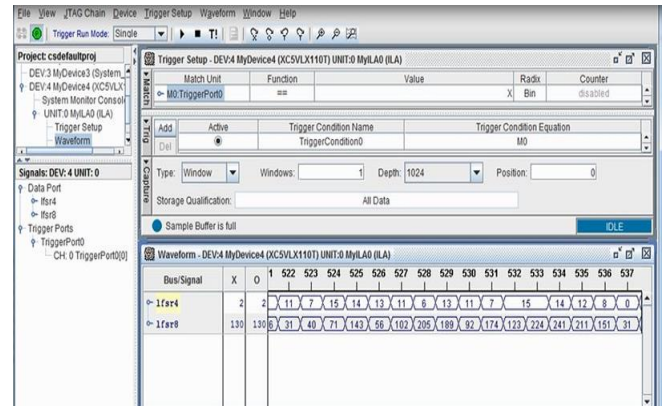 File View JTAG Chain Device Trigger Setup Waveform Window Help
Trigger Run Mode: Single T!
Project: csdefaultproj
DEV:3 MyDevice3 (System_
DEV:4 MyDevice4 (XC5VLX
System Monitor Consol
UNIT:0 MyILA0 (ILA)
Trigger Setup
Waveform
Signals: DEV: 4 UNIT: 0
Data Port
lfsr4
lfsr8
Trigger Ports
TriggerPort0
CH: 0 TriggerPort0[0]
Trigger Setup - DEV:4 MyDevice4 (XC5VLX110T) UNIT:0 MyILA0 (ILA)
Match
Match Unit Function Value Radix Counter
M0:TriggerPort0 == X Bin disabled
Trig
Add Active Trigger Condition Name Trigger Condition Equation
Del TriggerCondition0 M0
Capture
Type: Window Windows: 1 Depth: 1024 Position: 0
Storage Qualification: All Data
Sample Buffer is full IDLE
Waveform - DEV:4 MyDevice4 (XC5VLX110T) UNIT:0 MyILA0 (ILA)
Bus/Signal X O 1 522 523 524 525 526 527 528 529 530 531 532 533 534 535 536 537
lfsr4 2 2 11 7 15 14 13 11 6 13 11 7 15 14 12 8 0
lfsr8 130 130 6 31 40 71 143 56 102 205 189 92 174 123 224 241 211 151 31